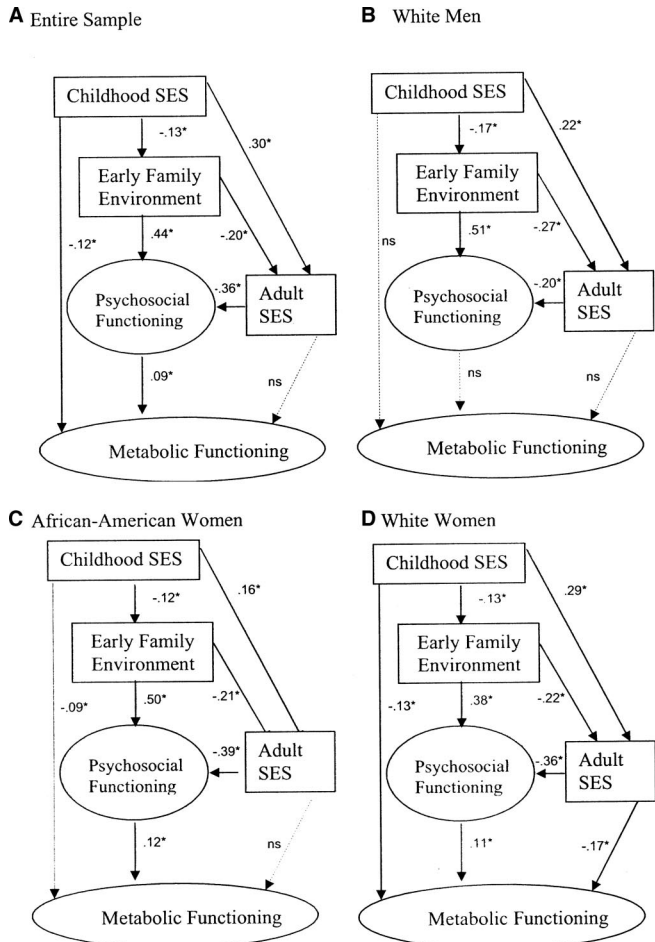 A Entire Sample
Childhood SES
-.13*
.30*
Early Family
Environment
-.12*
.44*
-.20*
Psychosocial
Functioning
-.36*
Adult
SES
.09*
ns
Metabolic Functioning
B White Men
Childhood SES
-.17*
.22*
Early Family
Environment
ns
.51*
-.27*
Psychosocial
Functioning
-.20*
Adult
SES
ns
ns
Metabolic Functioning
C African-American Women
Childhood SES
-.12*
.16*
Early Family
Environment
-.09*
.50*
-.21*
Psychosocial
Functioning
-.39*
Adult
SES
.12*
ns
Metabolic Functioning
D White Women
Childhood SES
-.13*
.29*
Early Family
Environment
-.13*
.38*
-.22*
Psychosocial
Functioning
-.36*
Adult
SES
.11*
-.17*
Metabolic Functioning